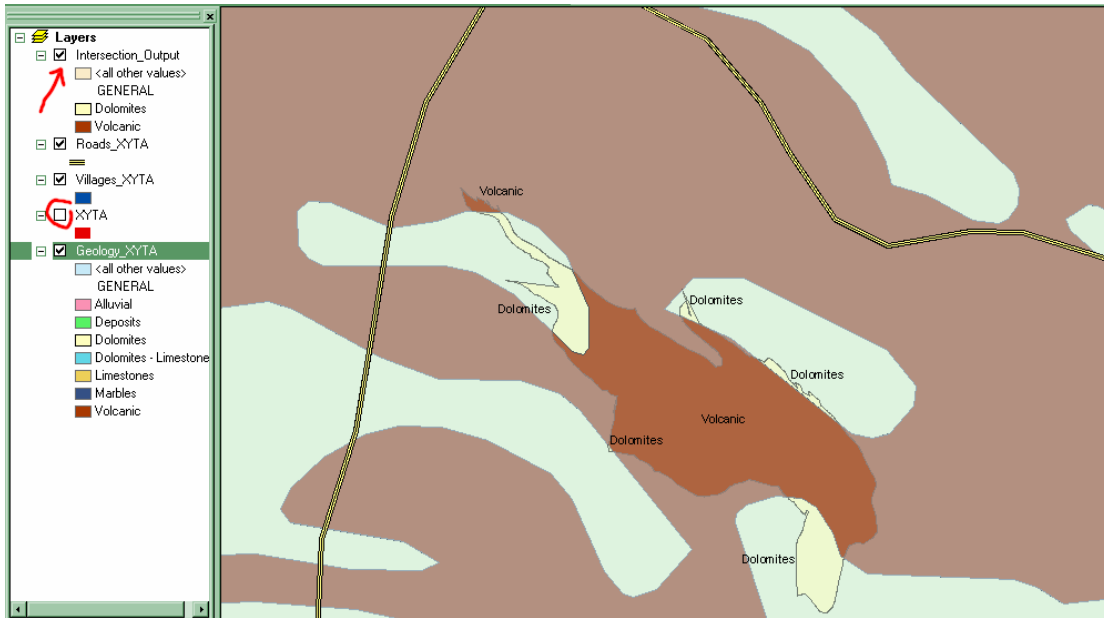 Layers
Intersection_Output
<all other values>
GENERAL
Dolomites
Volcanic
Roads_XYTA
Villages_XYTA
XYTA
Geology_XYTA
<all other values>
GENERAL
Alluvial
Deposits
Dolomites
Dolomites - Limestone
Limestones
Marbles
Volcanic
Volcanic
Dolomites
Dolomites
Dolomites
Volcanic
Dolomites
Dolomites